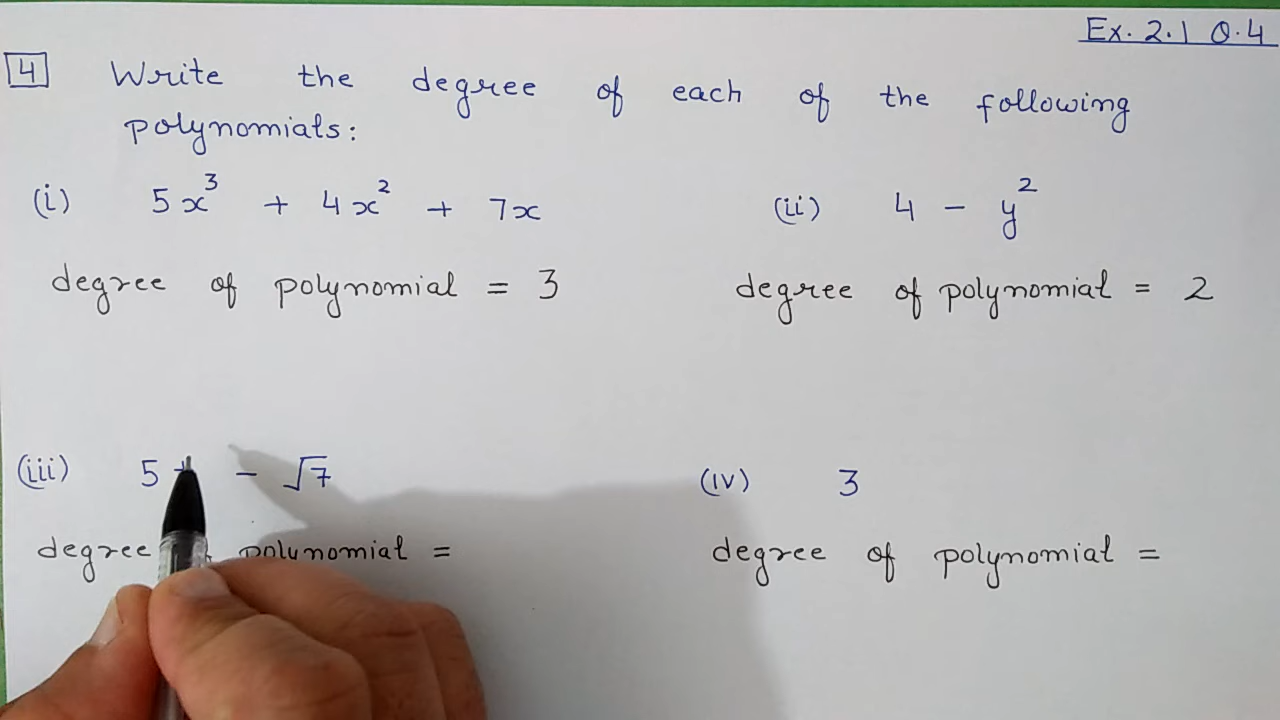 Ex. 2.1 Q.4
4 Write the degree of each of the following
polynomials:
(i) 5x³ + 4x² + 7x (ii) 4 - y²
degree of polynomial = 3 degree of polynomial = 2
(iii) 5 - √7 (iv) 3
degree polynomial = degree of polynomial =